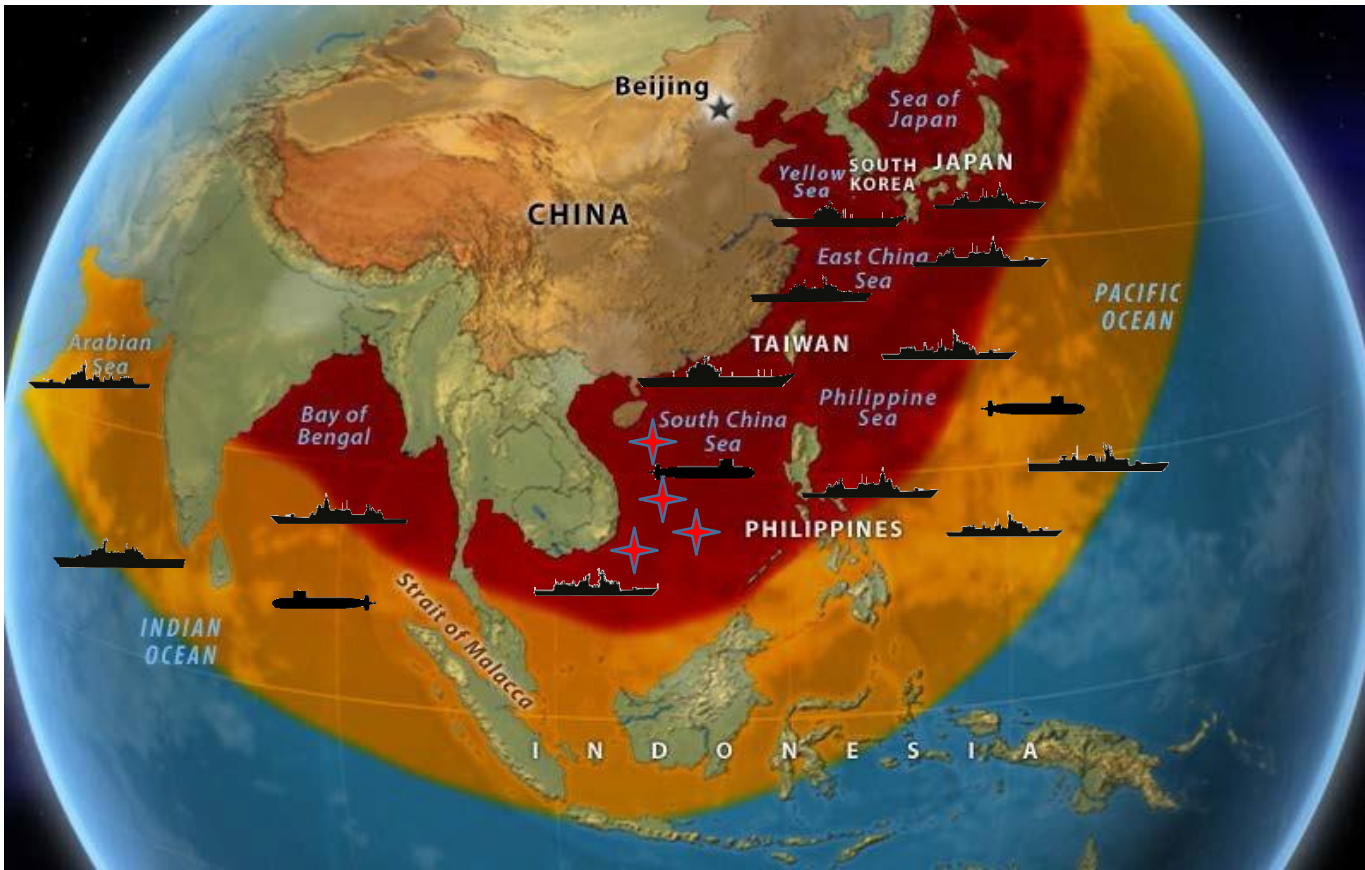 Beijing
Sea of
Japan
SOUTH
KOREA
JAPAN
Yellow
Sea
CHINA
East China
Sea
PACIFIC
OCEAN
Arabian
Sea
TAIWAN
Bay of
Bengal
South China
Sea
Philippine
Sea
PHILIPPINES
Strait of Malacca
INDIAN
OCEAN
INDONESIA